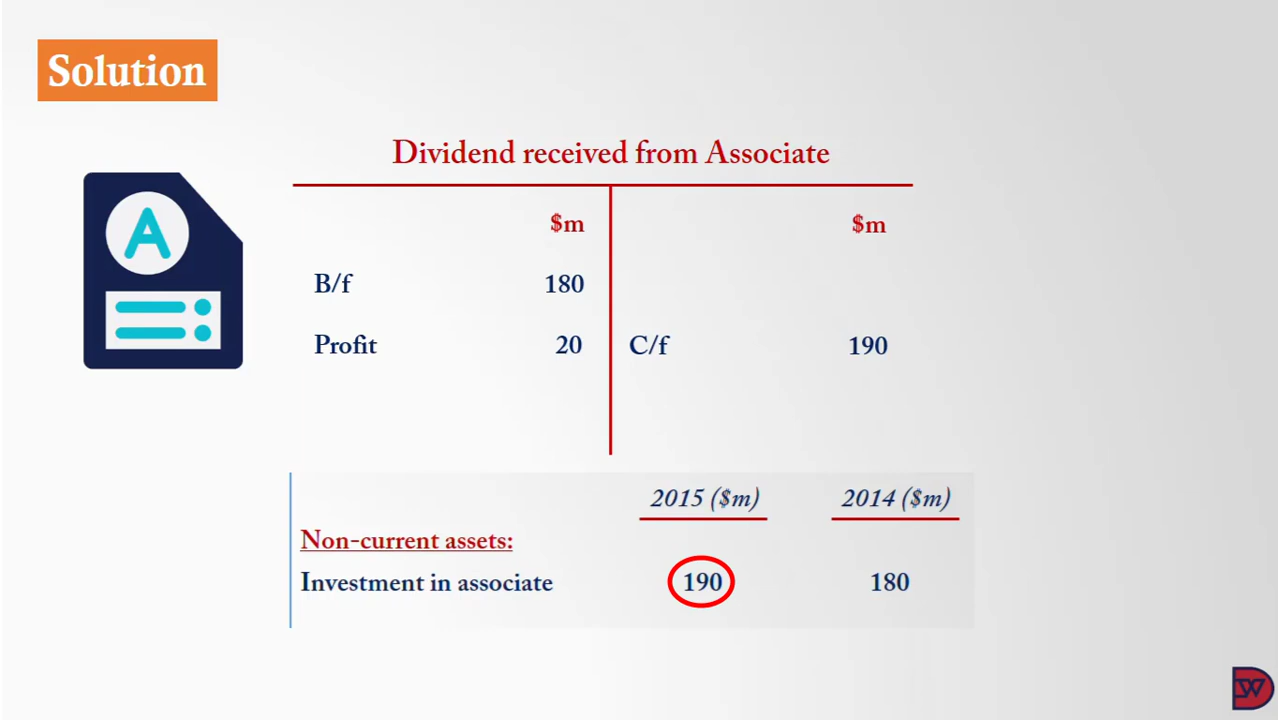 Solution
Dividend received from Associate
$m $m
B/f 180
Profit 20 C/f 190
2015 ($m) 2014 ($m)
Non-current assets:
Investment in associate 190 180
A
DW